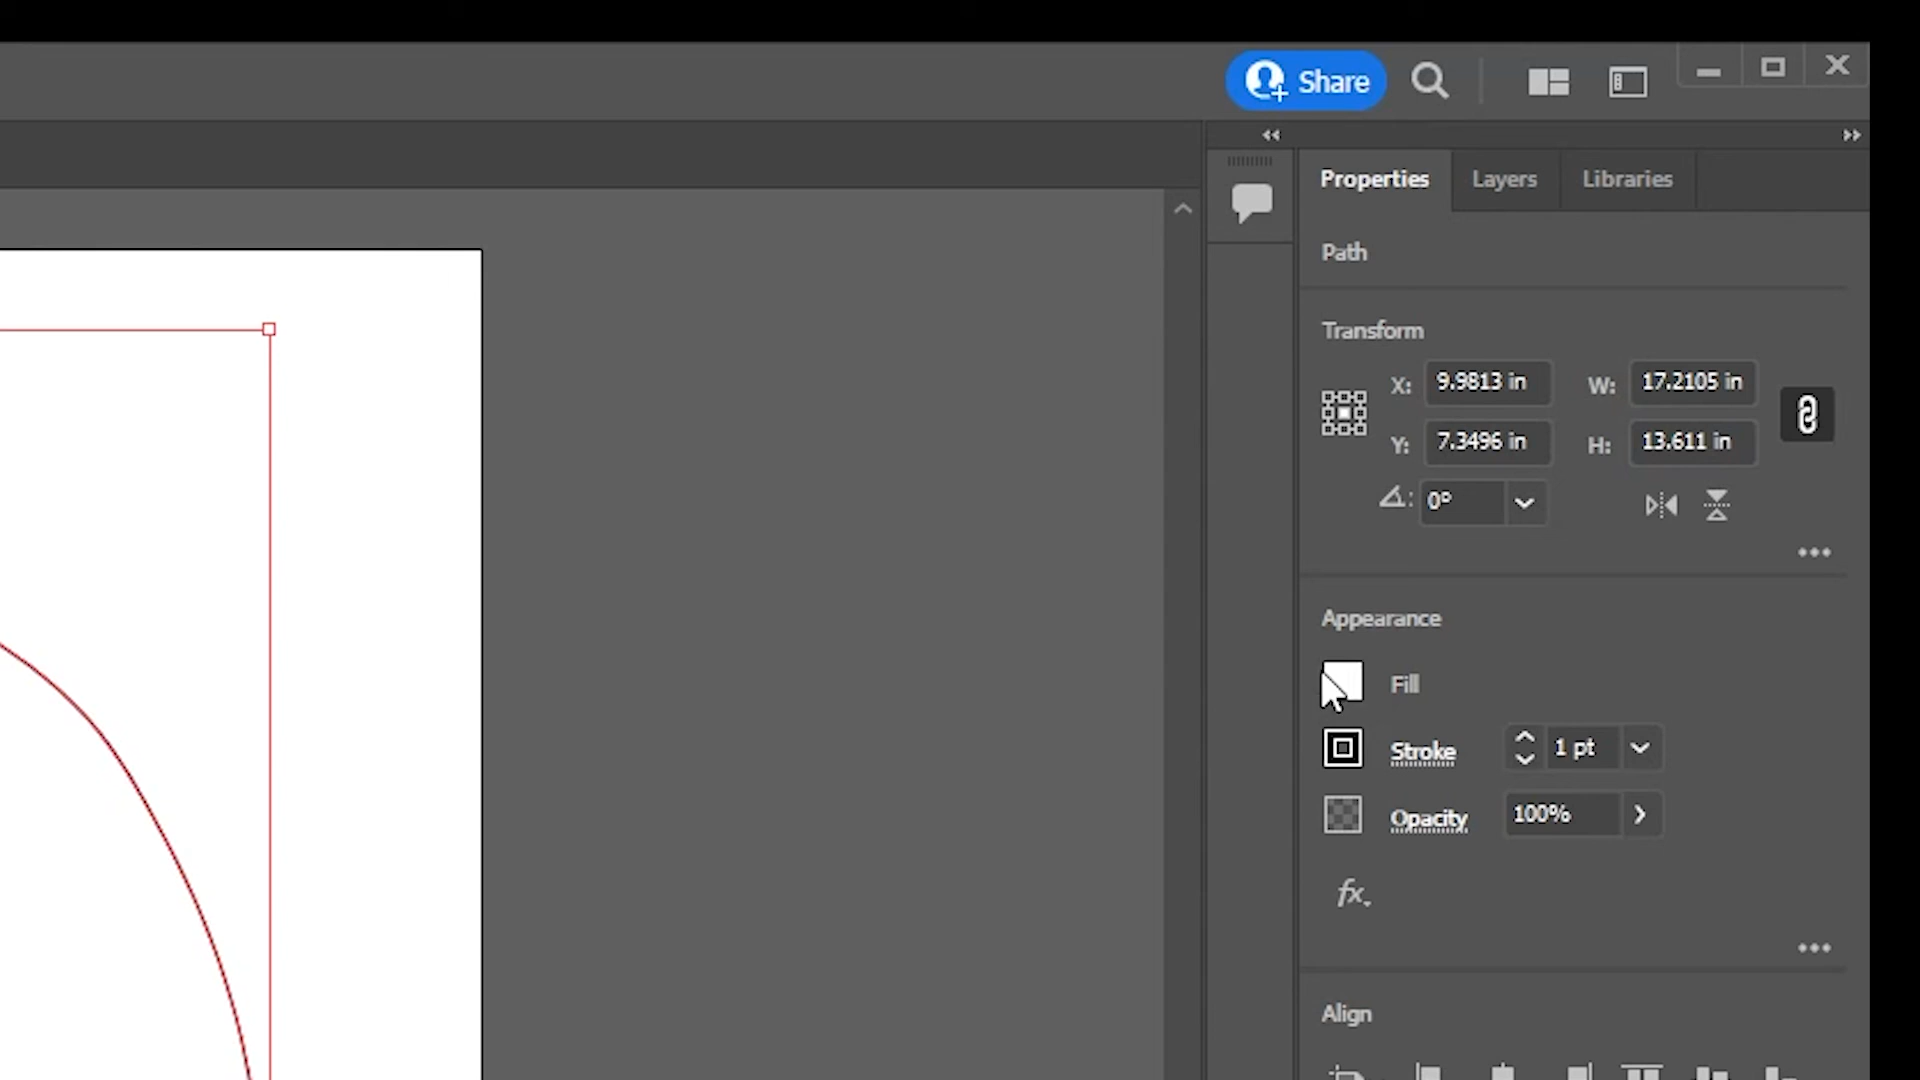 Share
Properties Layers Libraries
Path
Transform
X: 9.9813 in W: 17.2105 in
Y: 7.3496 in H: 13.611 in
0°
Appearance
Fill
Stroke 1 pt
Opacity 100%
fx
Align